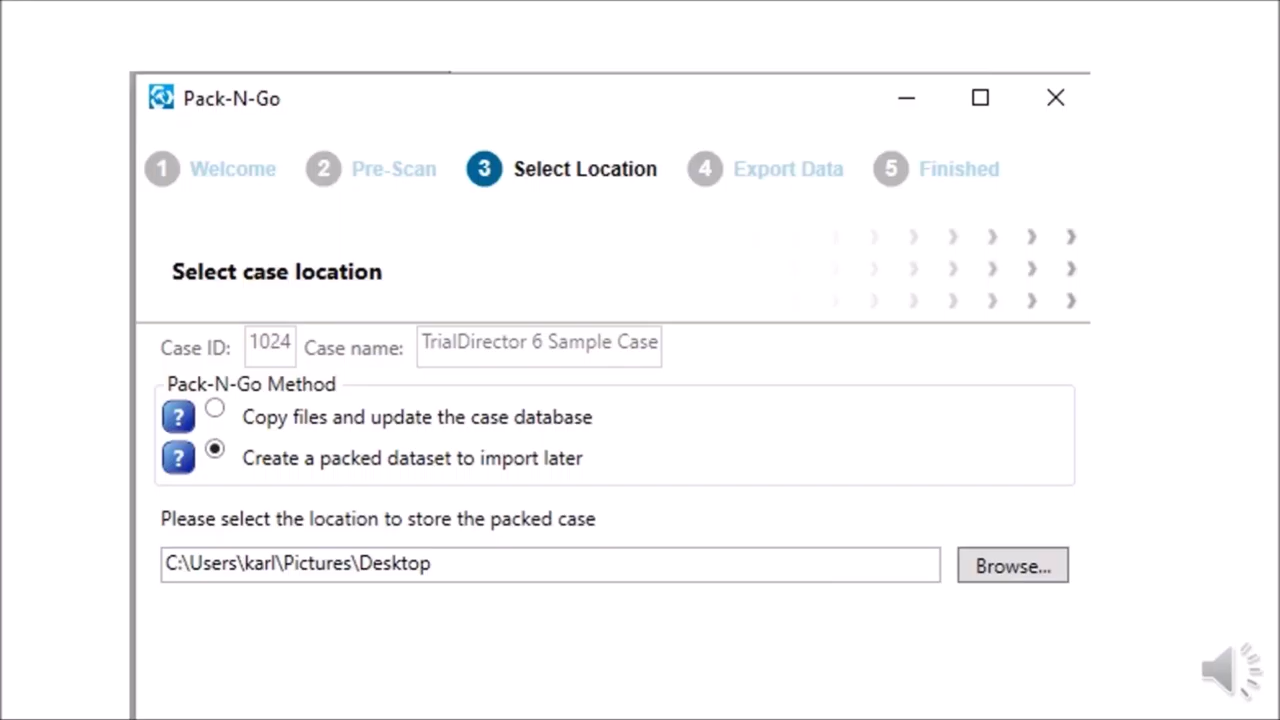 Pack-N-Go
1 Welcome 2 Pre-Scan 3 Select Location 4 Export Data 5 Finished
Select case location
Case ID: 1024 Case name: TrialDirector 6 Sample Case
Pack-N-Go Method
? Copy files and update the case database
? Create a packed dataset to import later
Please select the location to store the packed case
C:\Users\karl\Pictures\Desktop Browse...